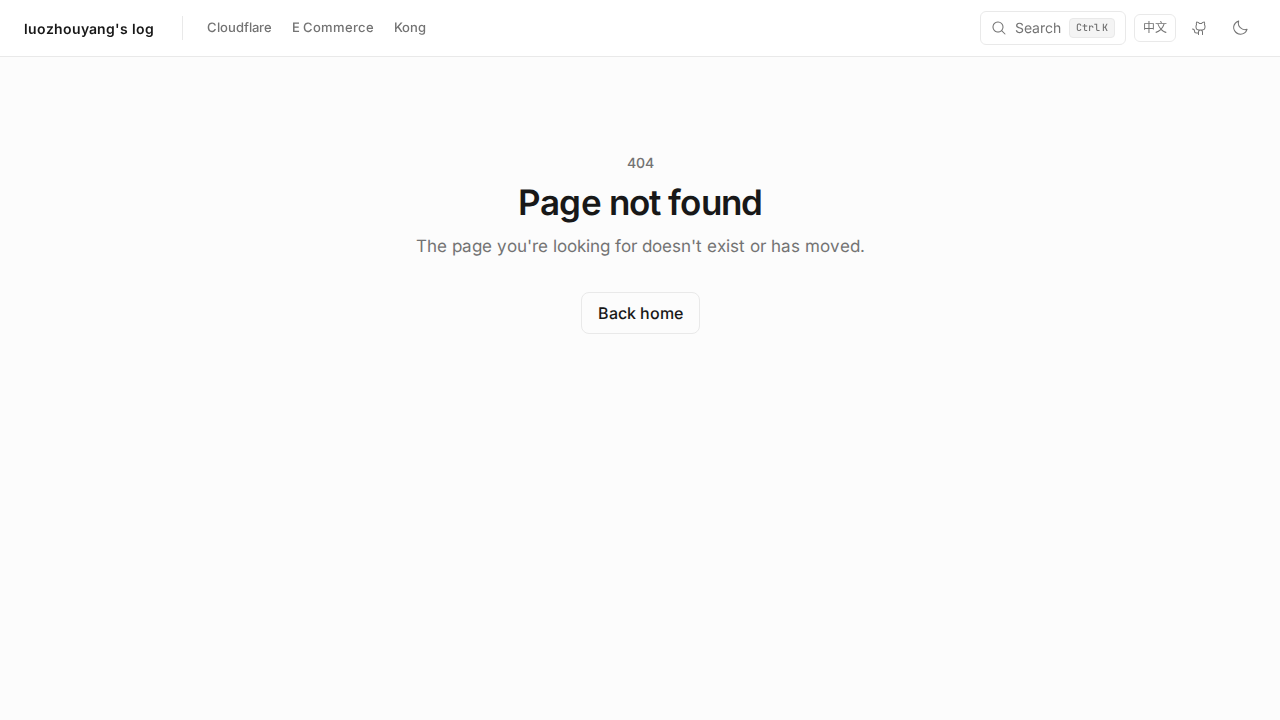 luozhouyang's log
Cloudflare
E Commerce
Kong
Search
Ctrl K
中文
404
Page not found
The page you're looking for doesn't exist or has moved.
Back home